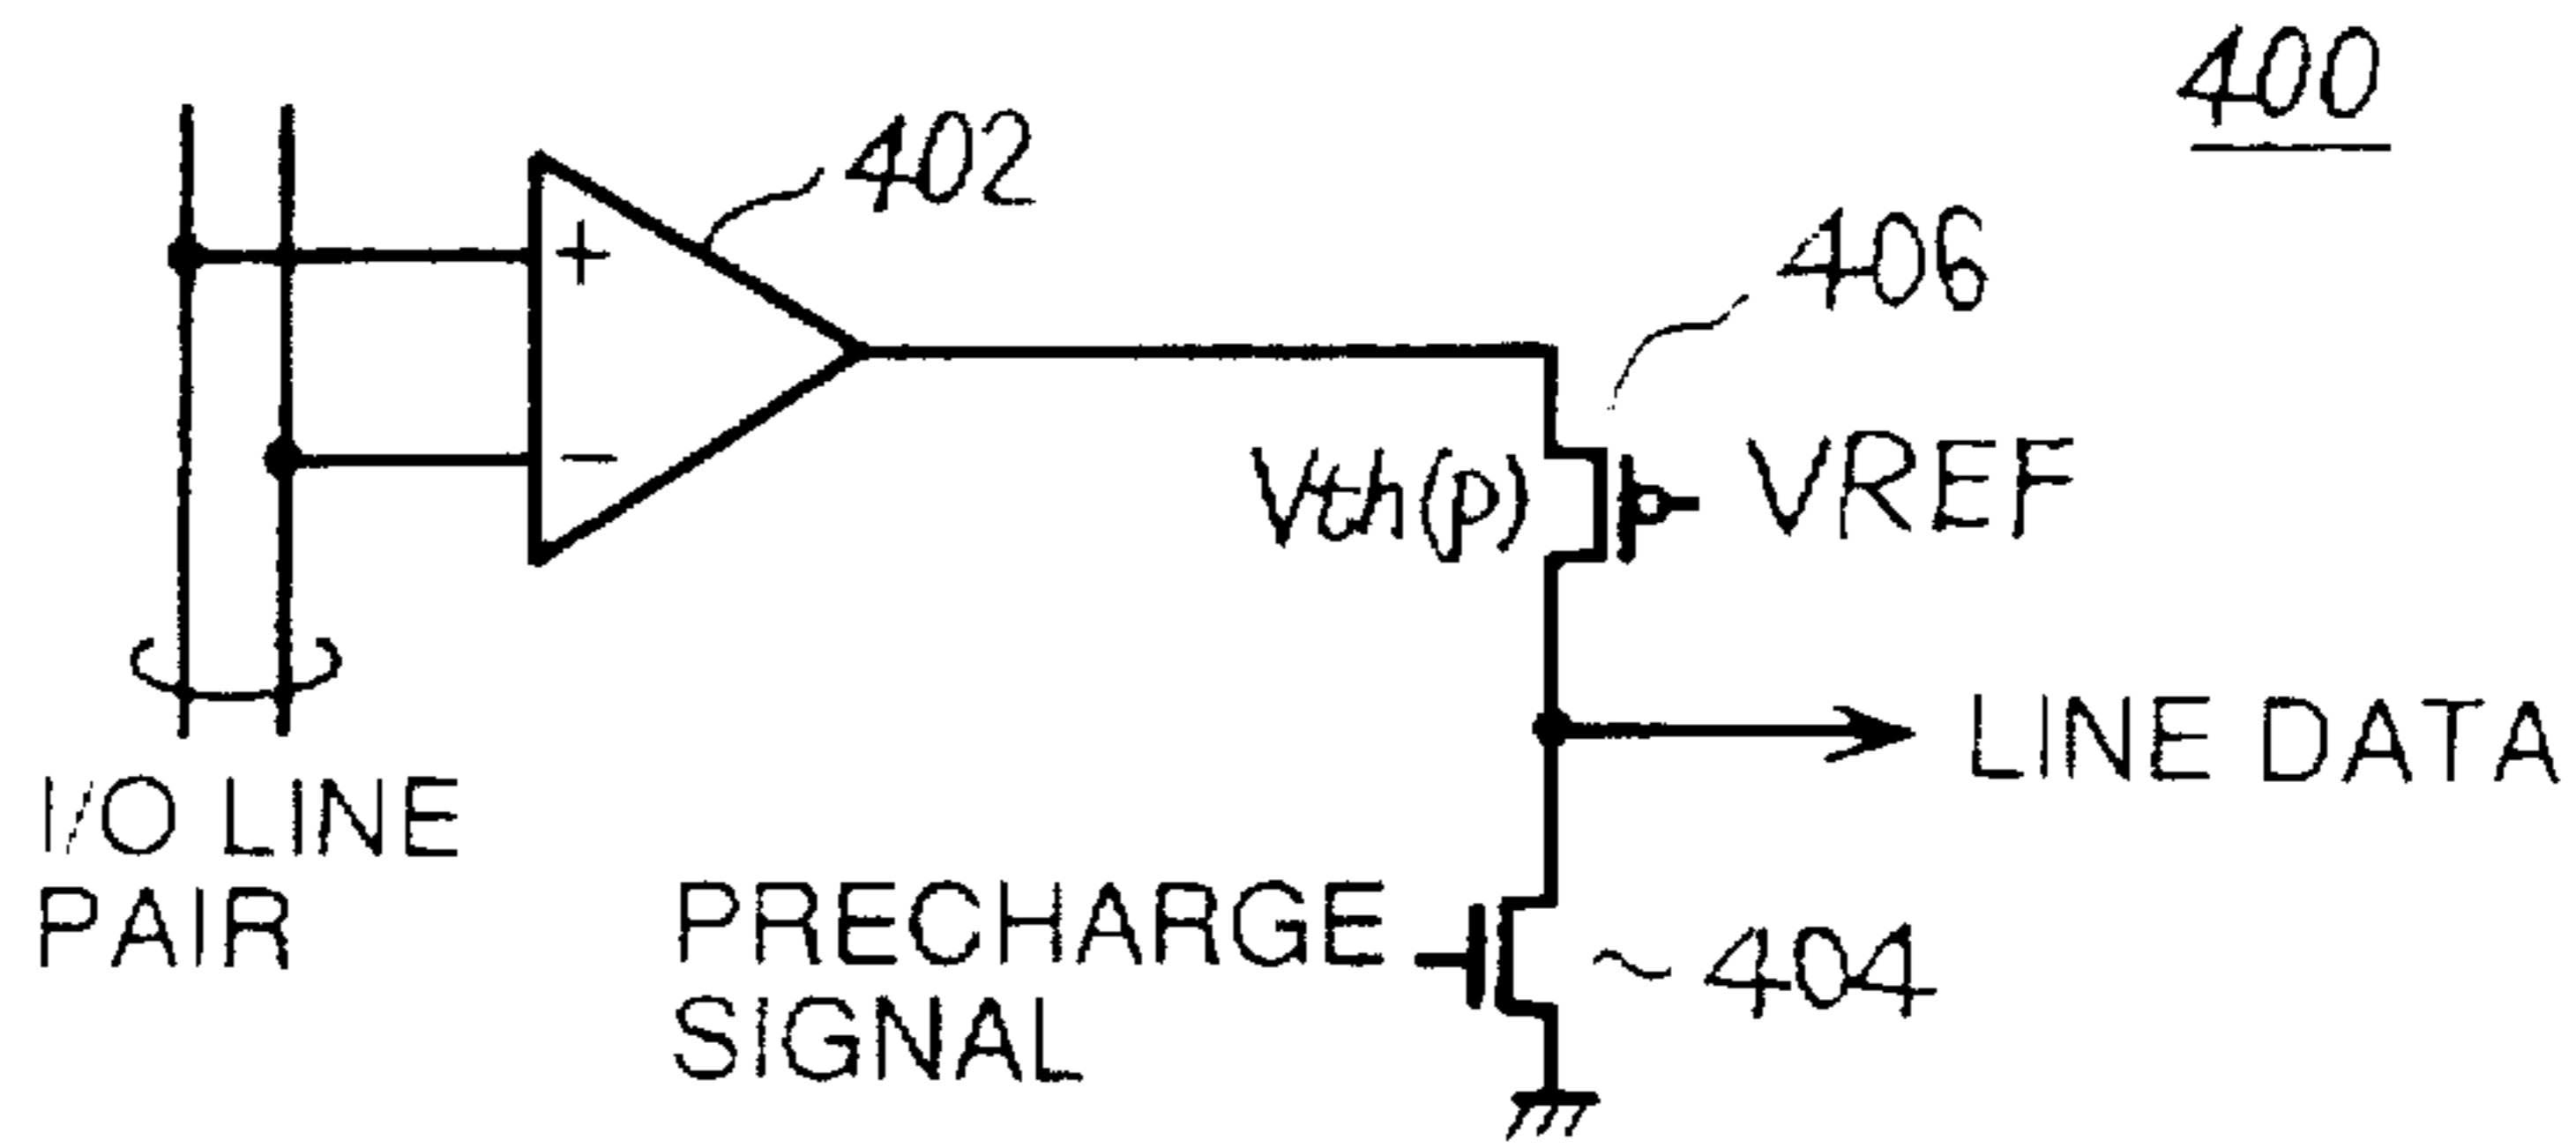 400
402
406
+
−
Vth(p)
VREF
LINE DATA
I/O LINE
PAIR
PRECHARGE
SIGNAL
404